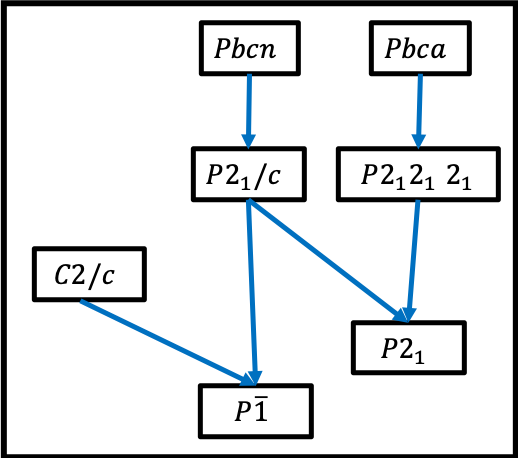 Pbcn
Pbca
P2₁/c
P2₁2₁ 2₁
C2/c
P2₁
P1̅